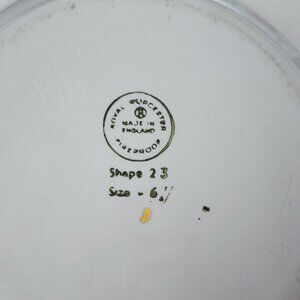 ROYAL WORCESTER
R
MADE IN
ENGLAND
FIREPROOF
Shape 23
Size - 6